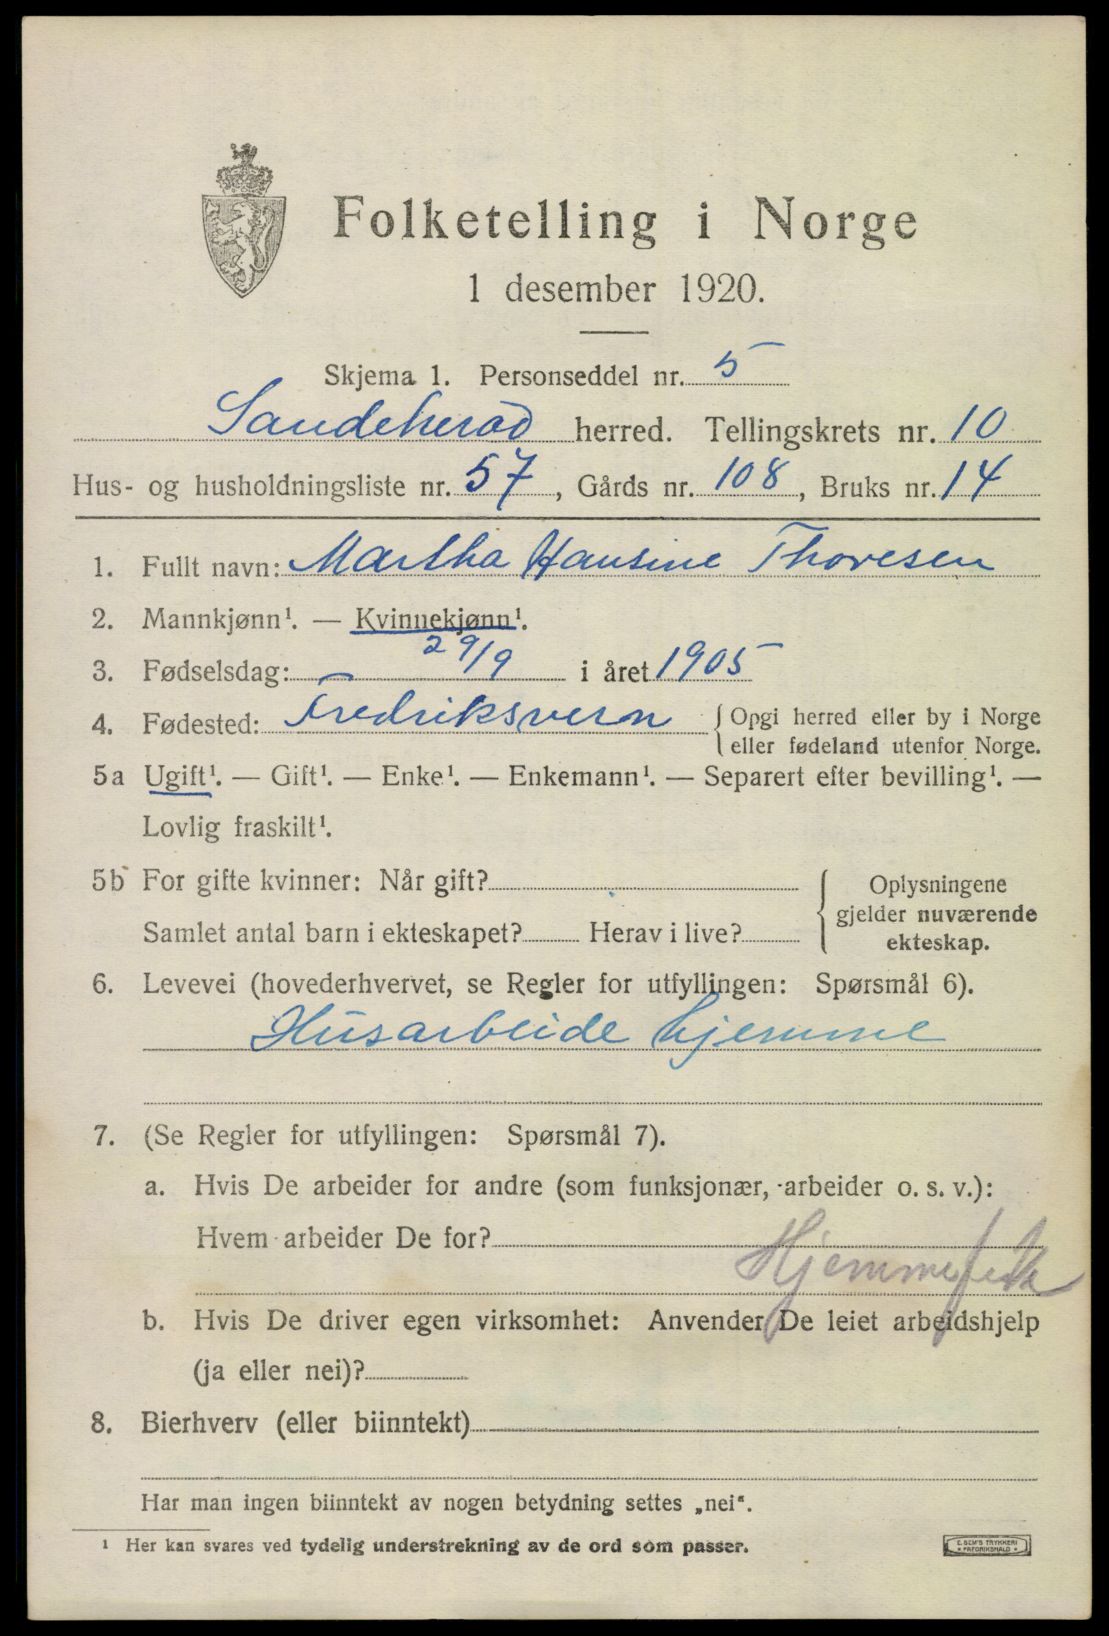 Folketelling i Norge
1 desember 1920.
Skjema 1. Personseddel nr. 5
Sandeherad herred. Tellingskrets nr. 10
Hus- og husholdningsliste nr. 57, Gårds nr. 108, Bruks nr. 14
1. Fullt navn: Martha Hansine Thoresen
2. Mannkjønn¹. — Kvinnekjønn¹.
3. Fødselsdag: 29/9 i året 1905
4. Fødested: Fredriksvern { Opgi herred eller by i Norge
eller fødeland utenfor Norge.
5a Ugift¹. — Gift¹. — Enke¹. — Enkemann¹. — Separert efter bevilling¹. —
Lovlig fraskilt¹.
5b For gifte kvinner: Når gift?
Samlet antal barn i ekteskapet? Herav i live?
Oplysningene
gjelder nuværende
ekteskap.
6. Levevei (hovederhvervet, se Regler for utfyllingen: Spørsmål 6).
Husarbeide hjemme
7. (Se Regler for utfyllingen: Spørsmål 7).
a. Hvis De arbeider for andre (som funksjonær, arbeider o. s. v.):
Hvem arbeider De for?
b. Hvis De driver egen virksomhet: Anvender De leiet arbeidshjelp
(ja eller nei)?
8. Bierhverv (eller biinntekt)
Har man ingen biinntekt av nogen betydning settes „nei“.
¹ Her kan svares ved tydelig understrekning av de ord som passer.
E. SEM'S TRYKKERI
FREDRIKSHALD